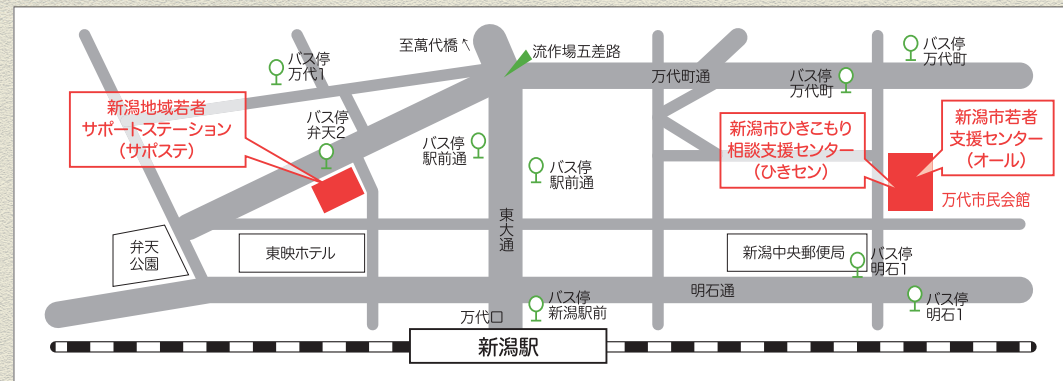 至萬代橋
流作場五差路
バス停
万代1
バス停
万代町
万代町通
バス停
万代町
新潟地域若者
サポートステーション
（サポステ）
バス停
弁天2
バス停
駅前通
バス停
駅前通
新潟市ひきこもり
相談支援センター
（ひきセン）
新潟市若者
支援センター
（オール）
万代市民会館
東大通
弁天
公園
東映ホテル
新潟中央郵便局
バス停
明石1
明石通
バス停
明石1
バス停
新潟駅前
万代口
新潟駅